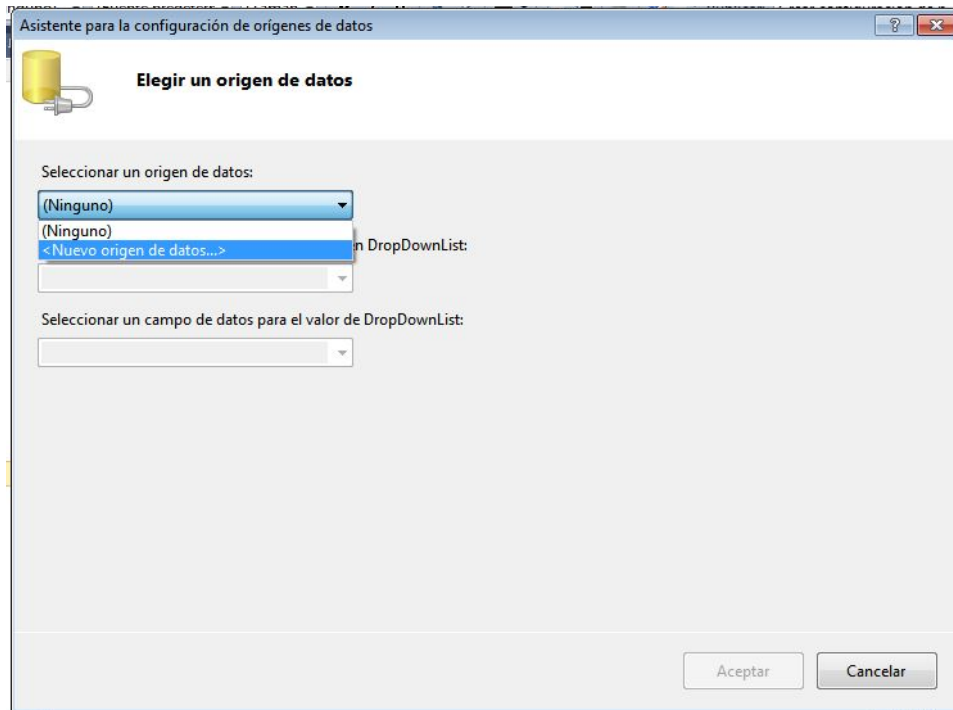 Asistente para la configuración de orígenes de datos
Elegir un origen de datos
Seleccionar un origen de datos:
(Ninguno)
(Ninguno)
<Nuevo origen de datos...>
n DropDownList:
Seleccionar un campo de datos para el valor de DropDownList:
Aceptar
Cancelar